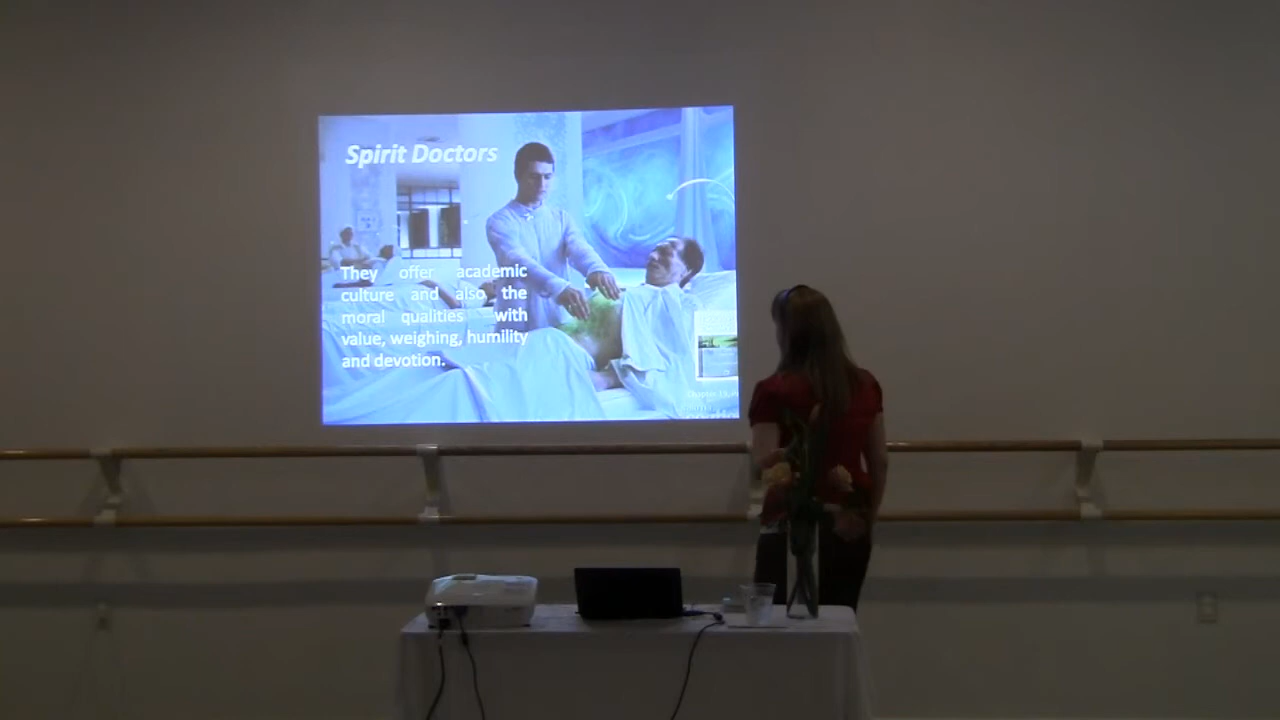 Spirit Doctors
They offer academic
culture and also the
moral qualities with
value, weighing, humility
and devotion.